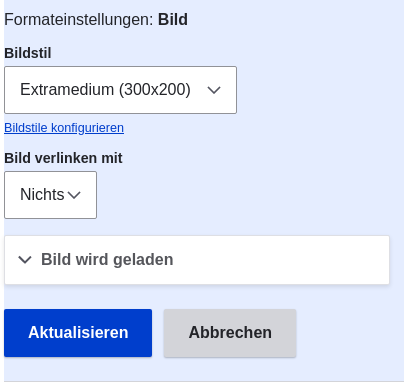 Formateinstellungen: Bild
Bildstil
Extramedium (300x200)
Bildstile konfigurieren
Bild verlinken mit
Nichts
Bild wird geladen
Aktualisieren Abbrechen